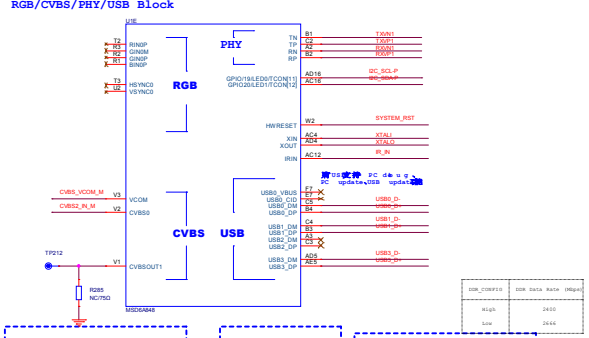 RGB/CVBS/PHY/USB Block
U1E
T2 RIN0P
R3 GIN0M
R2 GIN0P
R1 BIN0P
T3 HSYNC0
U2 VSYNC0
RGB
PHY
TN B1 TXVN1
TP C2 TXVP1
RN A2 RXVN1
RP B2 RXVP1
GPIO/19/LED0/TCON[11] AD16 I2C_SCL-P
GPIO20/LED1/TCON[12] AC16
HWRESET W2 SYSTEM_RST
XIN AC4 XTALI
XOUT AD4 XTALO
IRIN AC12 IR_IN
PC debug
PC update,USB update
CVBS_VCOM_M V3 VCOM
CVBS2_IN_M V2 CVBS0
CVBS USB
USB0_VBUS F7
USB0_CID E7
USB0_DM C5 USB0_D-
USB0_DP B4 USB0_D+
USB1_DM C4 USB1_D-
USB1_DP B3 USB1_D+
USB2_DM A3
USB2_DP C3
USB3_DM AD5 USB3_D-
USB3_DP AE5 USB3_D+
TP212
V1 CVBSOUT1
R285
NC/75Ω
MSD6A848
DDR_CONFIG DDR Data Rate (Mbps)
High 2400
Low 2666